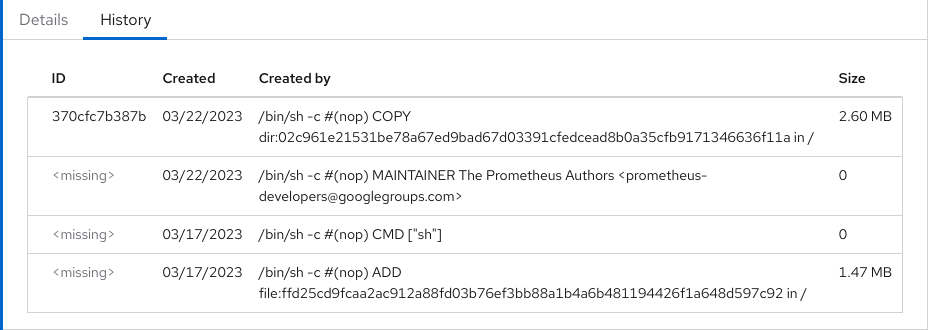 Details History
ID Created Created by Size
370cfc7b387b 03/22/2023 /bin/sh -c #(nop) COPY 2.60 MB
dir:02c961e21531be78a67ed9bad67d03391cfedcead8b0a35cfb9171346636f11a in /
<missing> 03/22/2023 /bin/sh -c #(nop) MAINTAINER The Prometheus Authors <prometheus- 0
developers@googlegroups.com>
<missing> 03/17/2023 /bin/sh -c #(nop) CMD ["sh"] 0
<missing> 03/17/2023 /bin/sh -c #(nop) ADD 1.47 MB
file:ffd25cd9fcaa2ac912a88fd03b76ef3bb88a1b4a6b481194426f1a648d597c92 in /